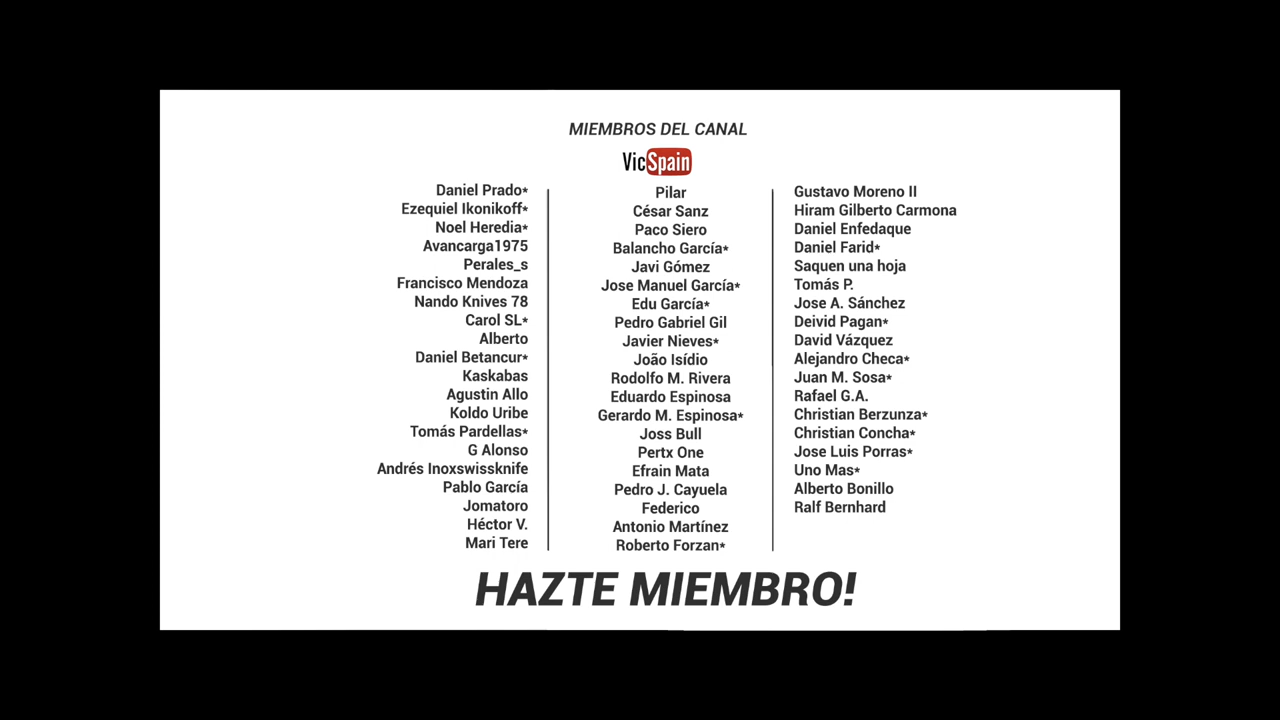 MIEMBROS DEL CANAL
VicSpain
Daniel Prado*
Ezequiel Ikonikoff*
Noel Heredia*
Avancarga1975
Perales_s
Francisco Mendoza
Nando Knives 78
Carol SL*
Alberto
Daniel Betancur*
Kaskabas
Agustin Allo
Koldo Uribe
Tomás Pardellas*
G Alonso
Andrés Inoxswissknife
Pablo García
Jomatoro
Héctor V.
Mari Tere
Pilar
César Sanz
Paco Siero
Balancho García*
Javi Gómez
Jose Manuel García*
Edu García*
Pedro Gabriel Gil
Javier Nieves*
João Isídio
Rodolfo M. Rivera
Eduardo Espinosa
Gerardo M. Espinosa*
Joss Bull
Pertx One
Efrain Mata
Pedro J. Cayuela
Federico
Antonio Martínez
Roberto Forzan*
Gustavo Moreno II
Hiram Gilberto Carmona
Daniel Enfedaque
Daniel Farid*
Saquen una hoja
Tomás P.
Jose A. Sánchez
Deivid Pagan*
David Vázquez
Alejandro Checa*
Juan M. Sosa*
Rafael G.A.
Christian Berzunza*
Christian Concha*
Jose Luis Porras*
Uno Mas*
Alberto Bonillo
Ralf Bernhard
HAZTE MIEMBRO!